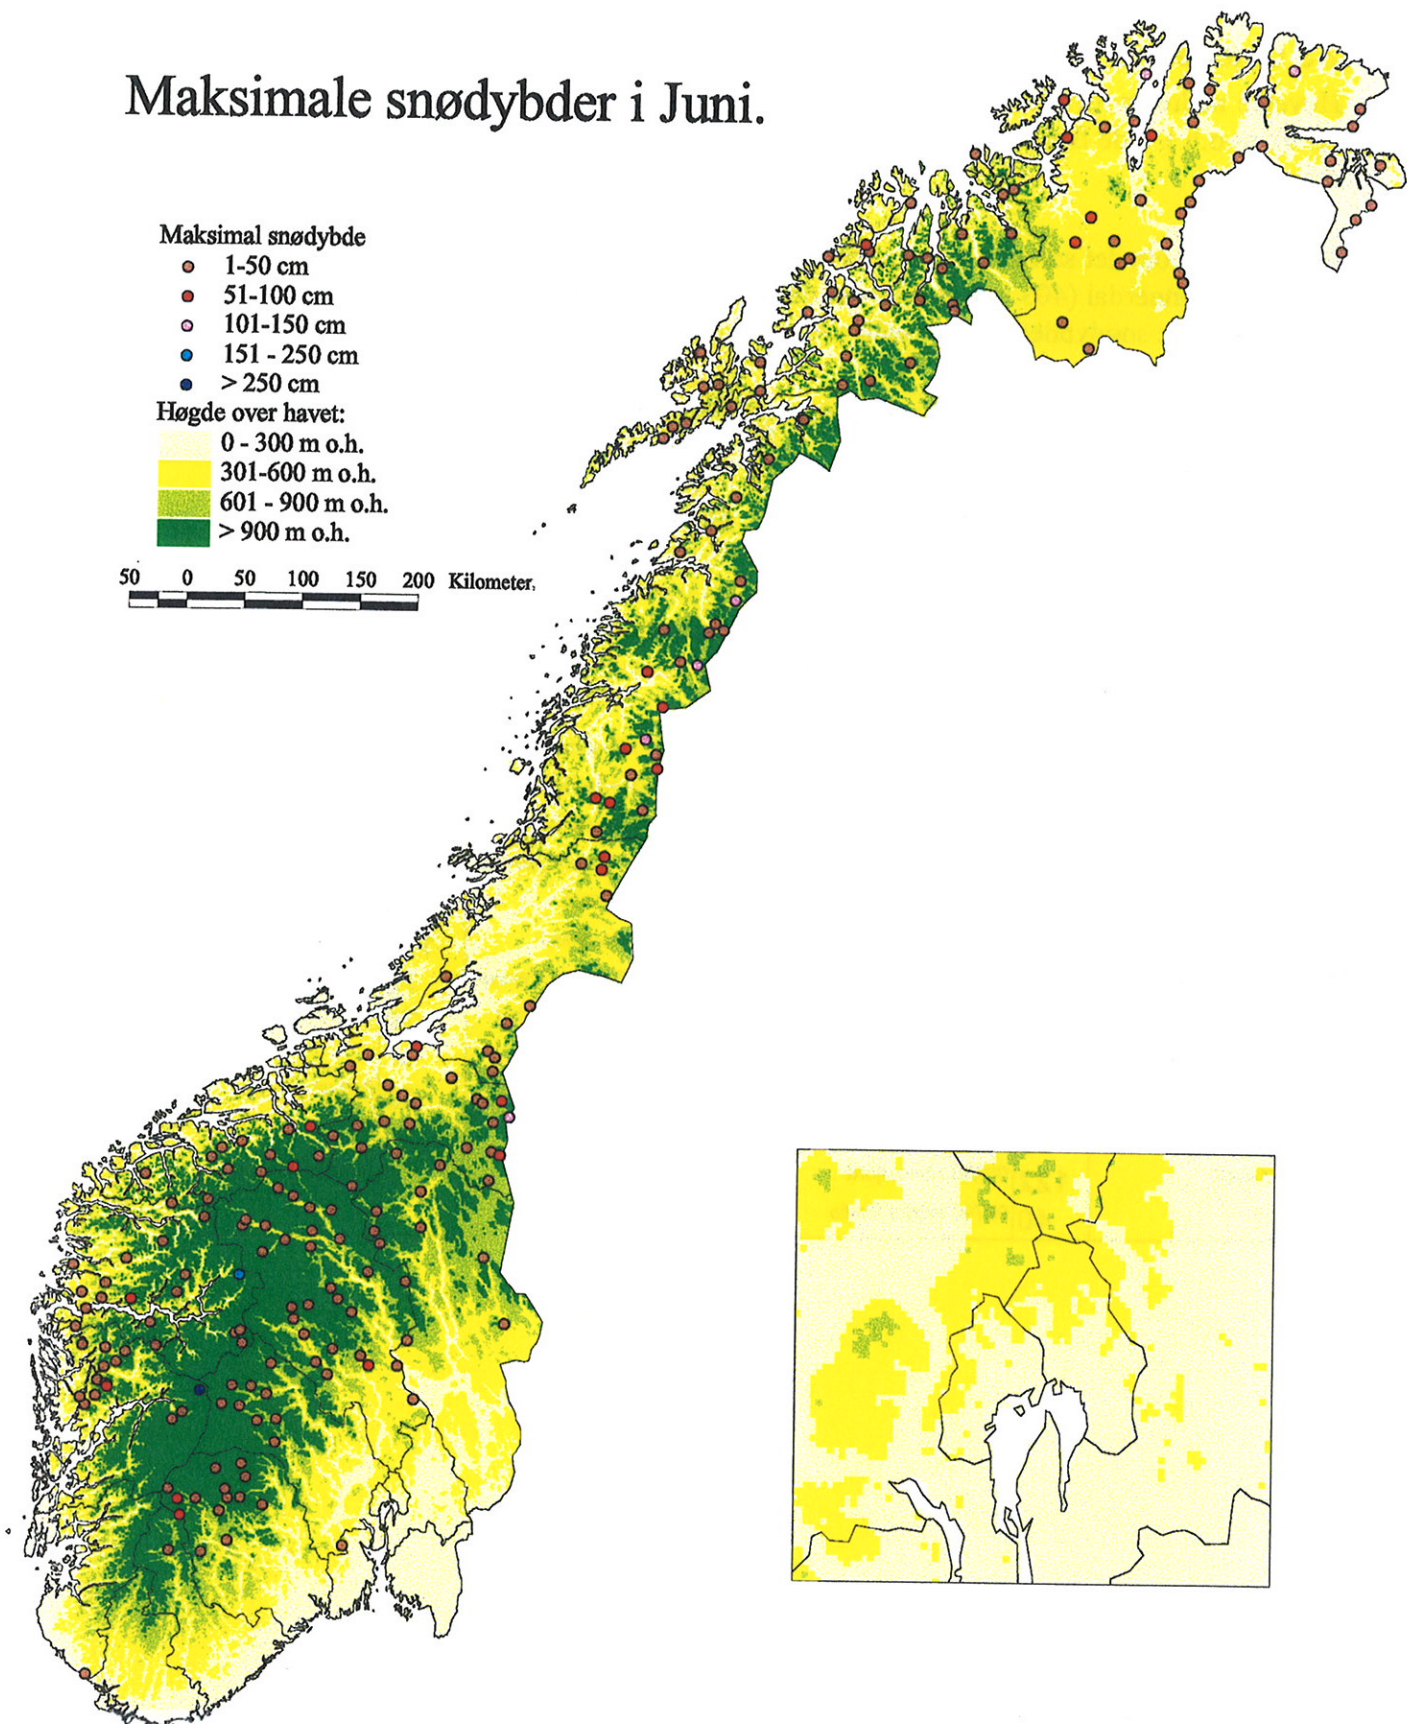 Maksimale snødybder i Juni.
Maksimal snødybde
1-50 cm
51-100 cm
101-150 cm
151 - 250 cm
> 250 cm
Høgde over havet:
0 - 300 m o.h.
301-600 m o.h.
601 - 900 m o.h.
> 900 m o.h.
50 0 50 100 150 200 Kilometer